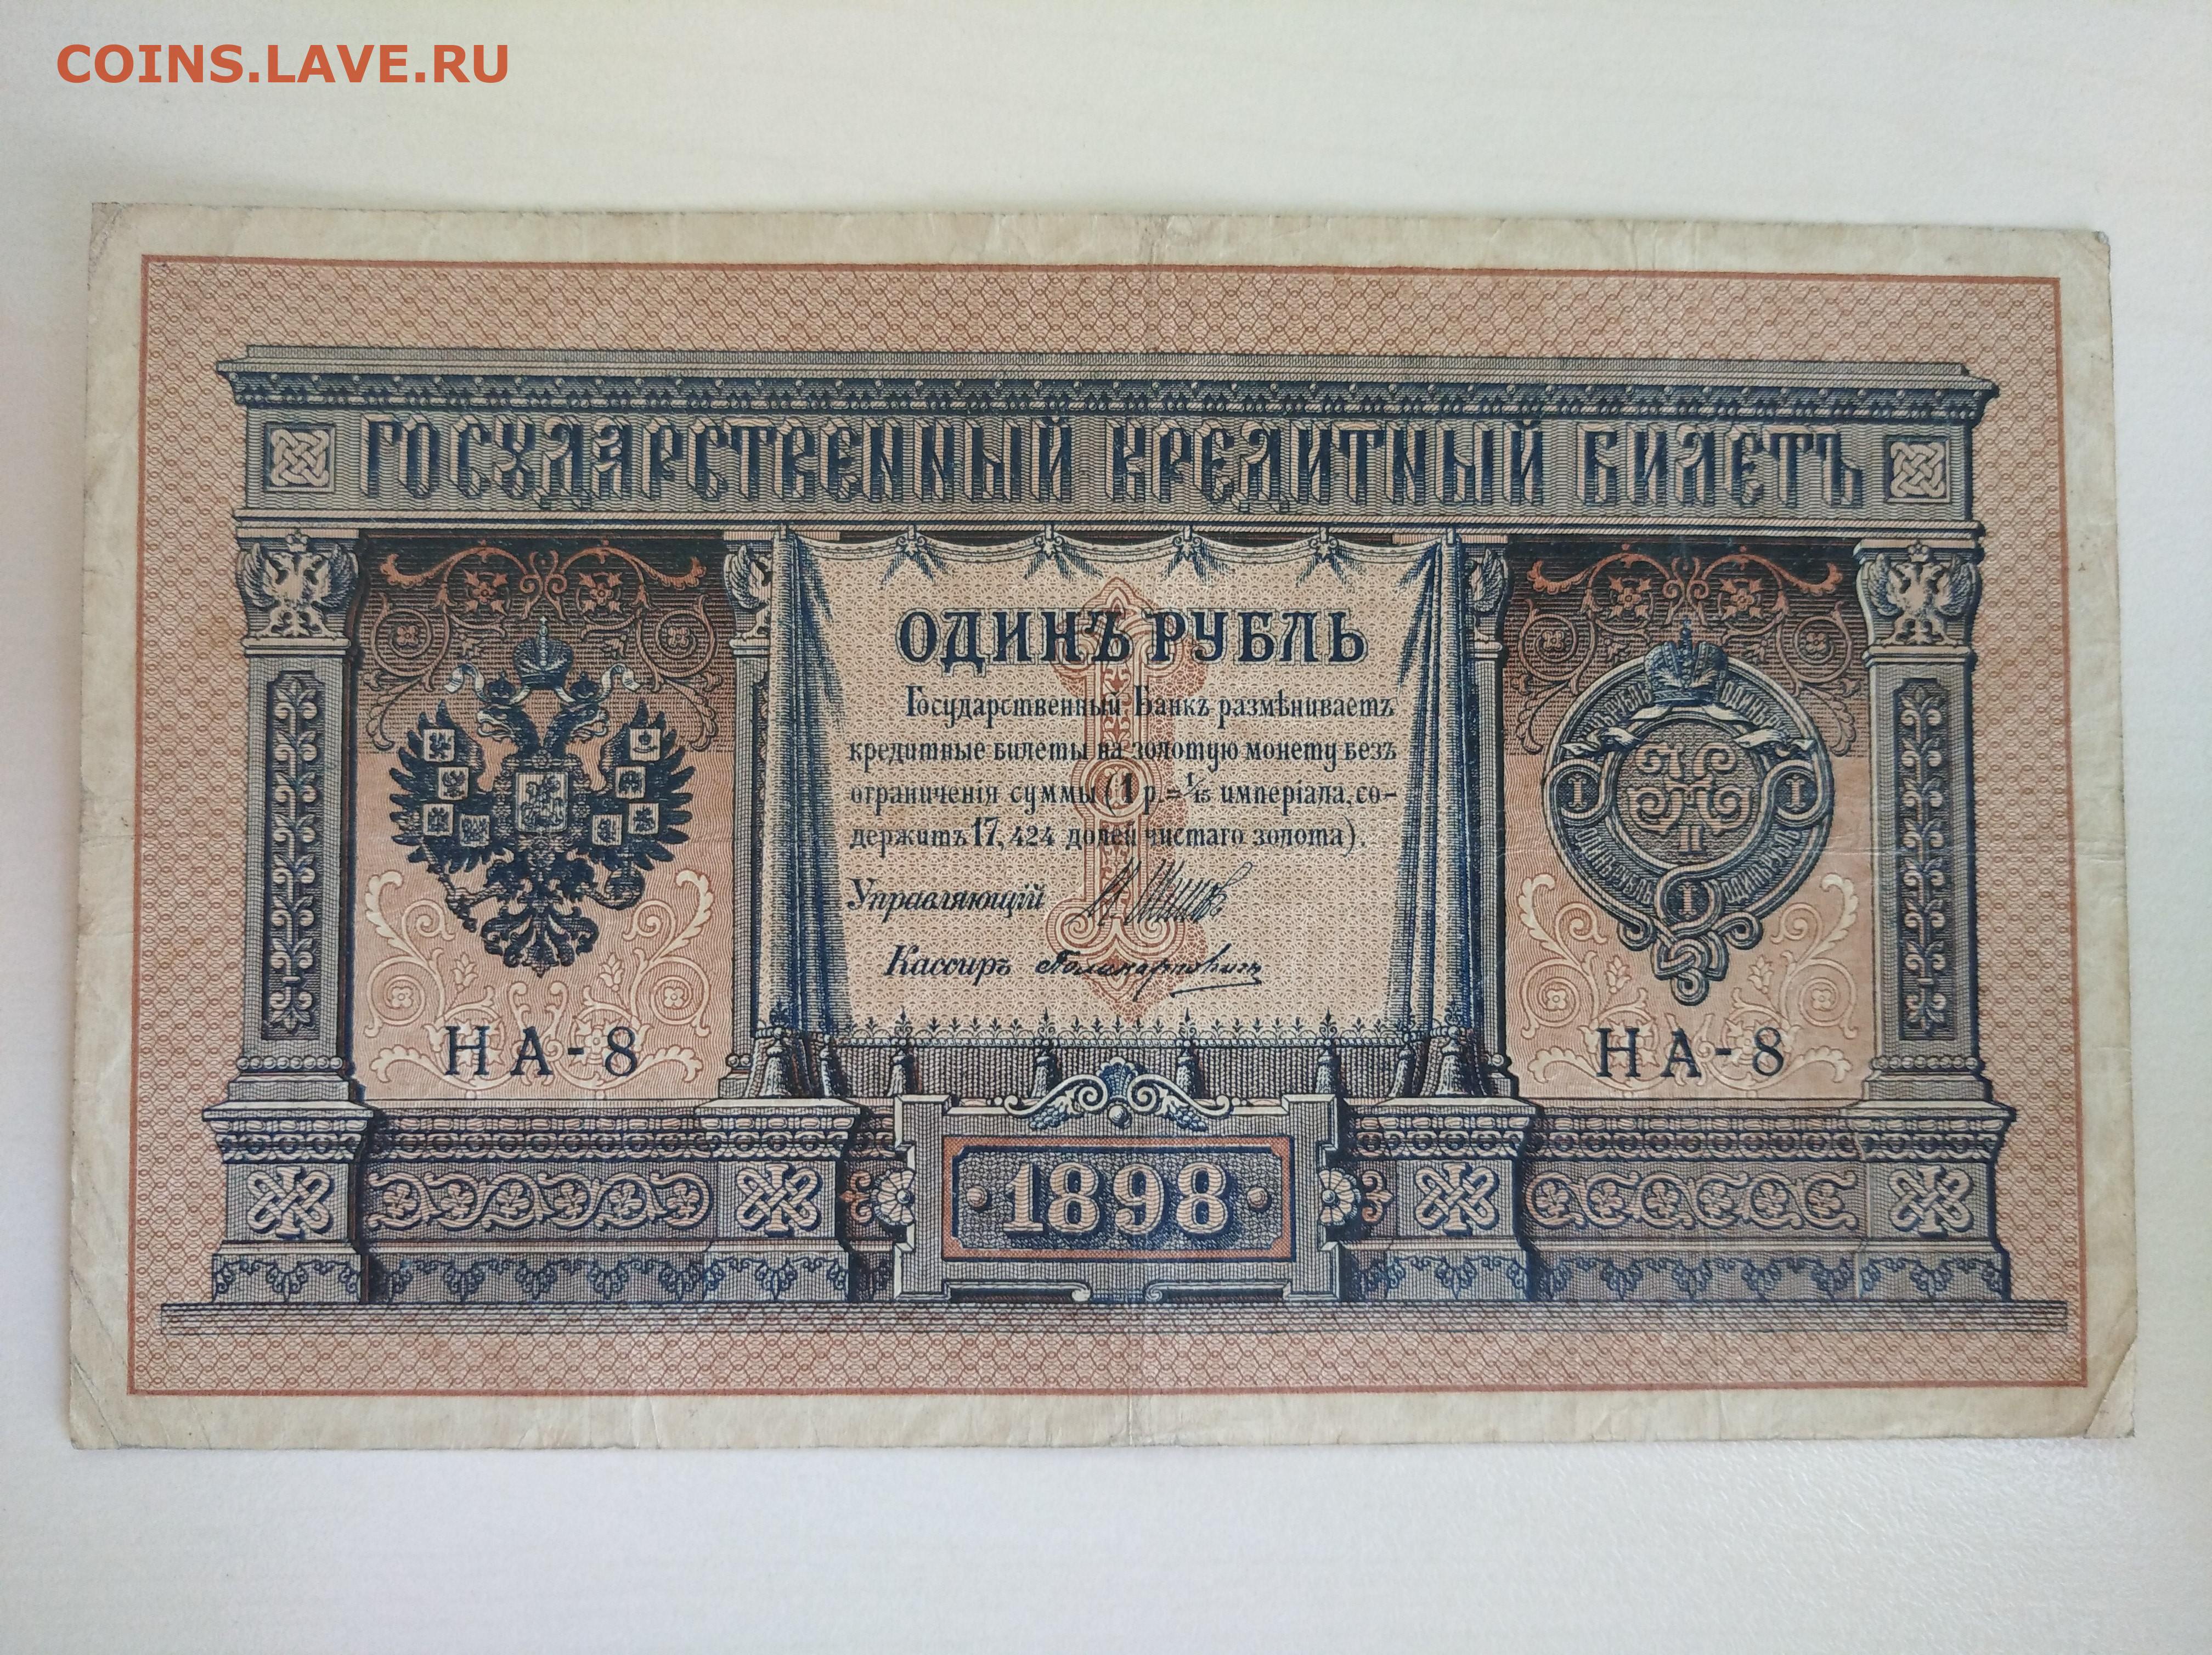 COINS.LAVE.RU
ГОСУДАРСТВЕННЫЙ КРЕДИТНЫЙ БИЛЕТЪ
ОДИНЪ РУБЛЬ
Государственный Банкъ размѣниваетъ
кредитные билеты на золотую монету безъ
ограниченія суммы (1 р.=1/15 имперіала, со-
держитъ 17,424 долей чистаго золота).
Управляющій
Кассиръ
НА-8
НА-8
1898